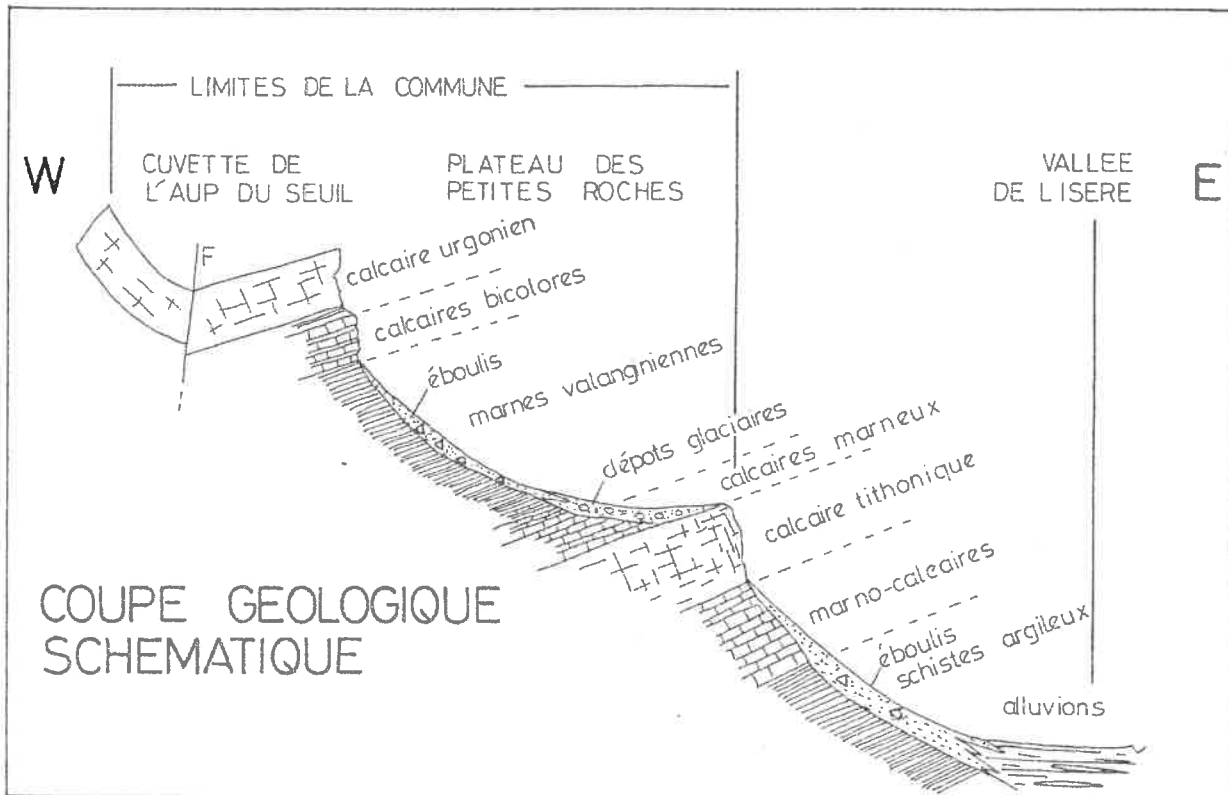 LIMITES DE LA COMMUNE
W
CUVETTE DE
L'AUP DU SEUIL
PLATEAU DES
PETITES ROCHES
VALLEE
DE L ISERE
E
F
calcaire urgonien
calcaires bicolores
éboulis
marnes valanginiennes
dépots glaciaires
calcaires marneux
calcaire tithonique
marno-calcaires
éboulis
schistes argileux
alluvions
COUPE GEOLOGIQUE
SCHEMATIQUE